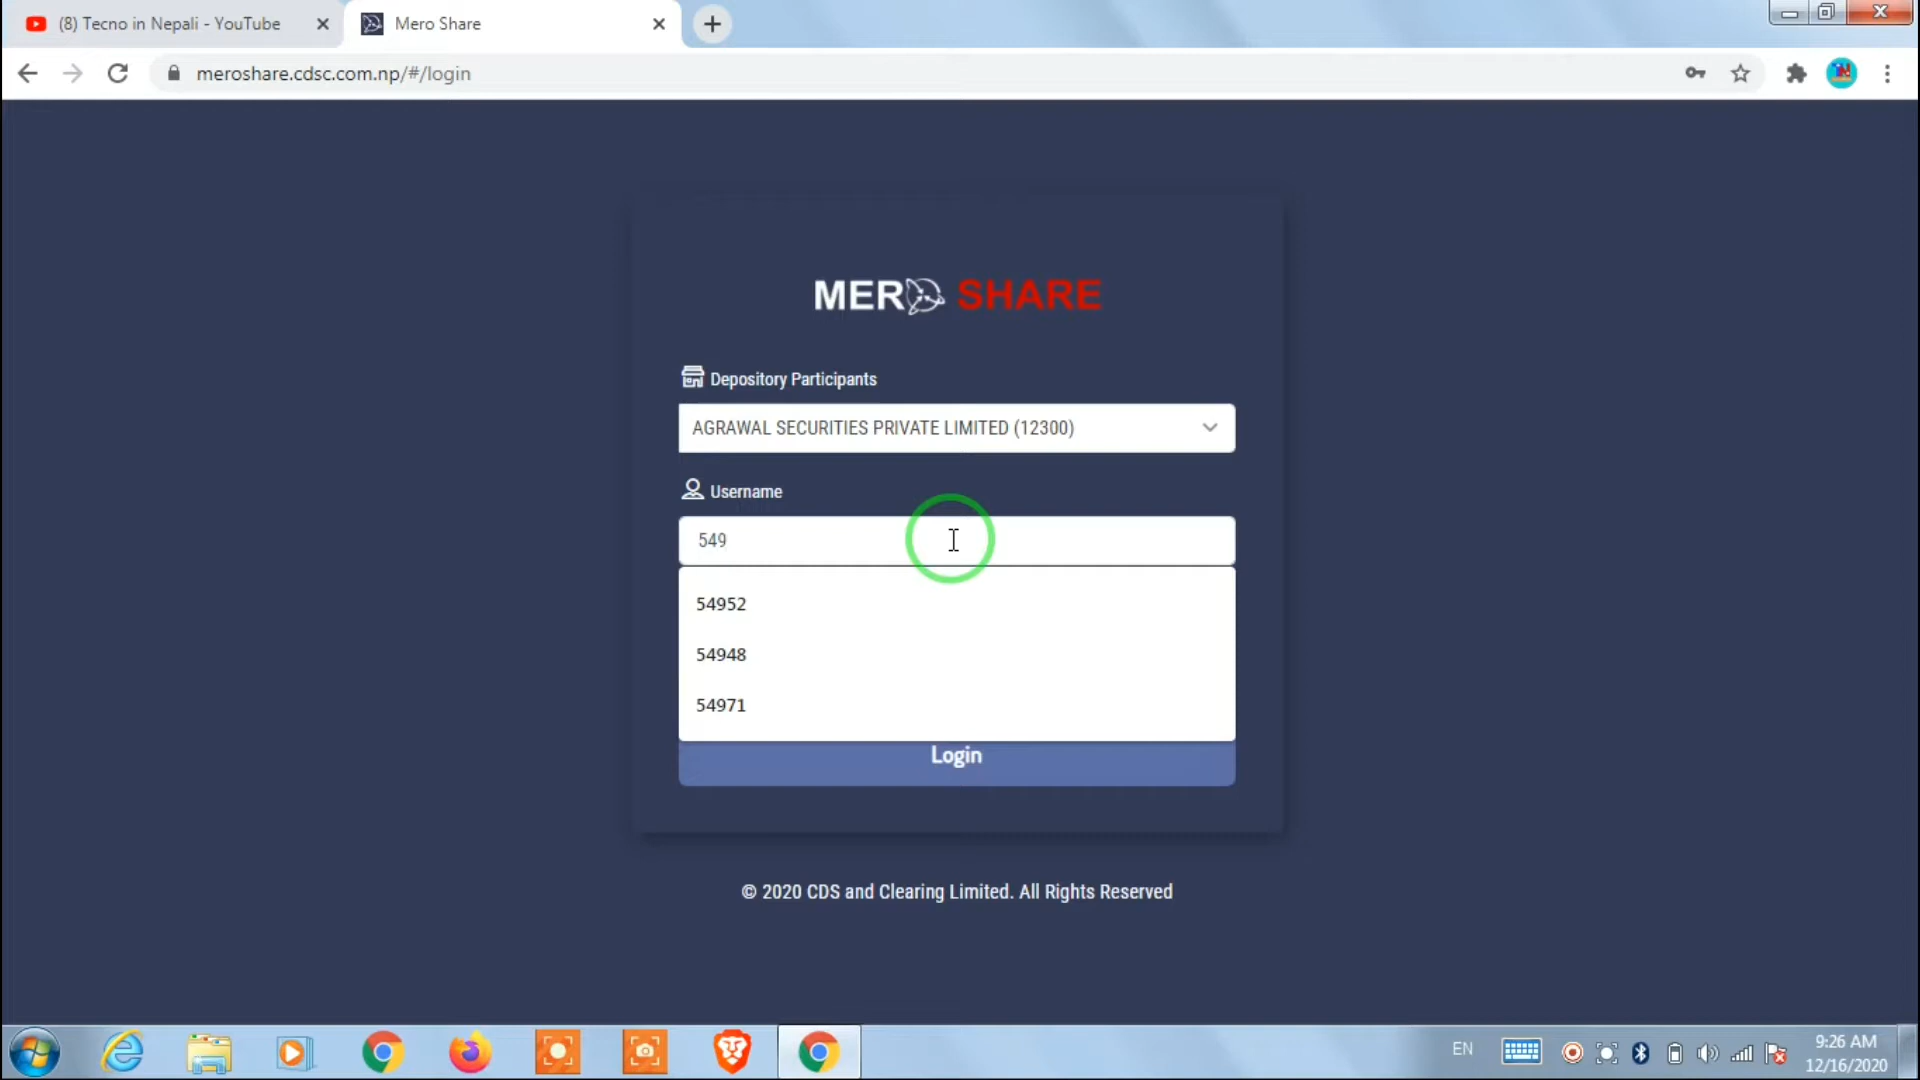 (8) Tecno in Nepali - YouTube
Mero Share
meroshare.cdsc.com.np/#/login
MERO SHARE
Depository Participants
AGRAWAL SECURITIES PRIVATE LIMITED (12300)
Username
549
54952
54948
54971
Login
© 2020 CDS and Clearing Limited. All Rights Reserved
EN
9:26 AM
12/16/2020